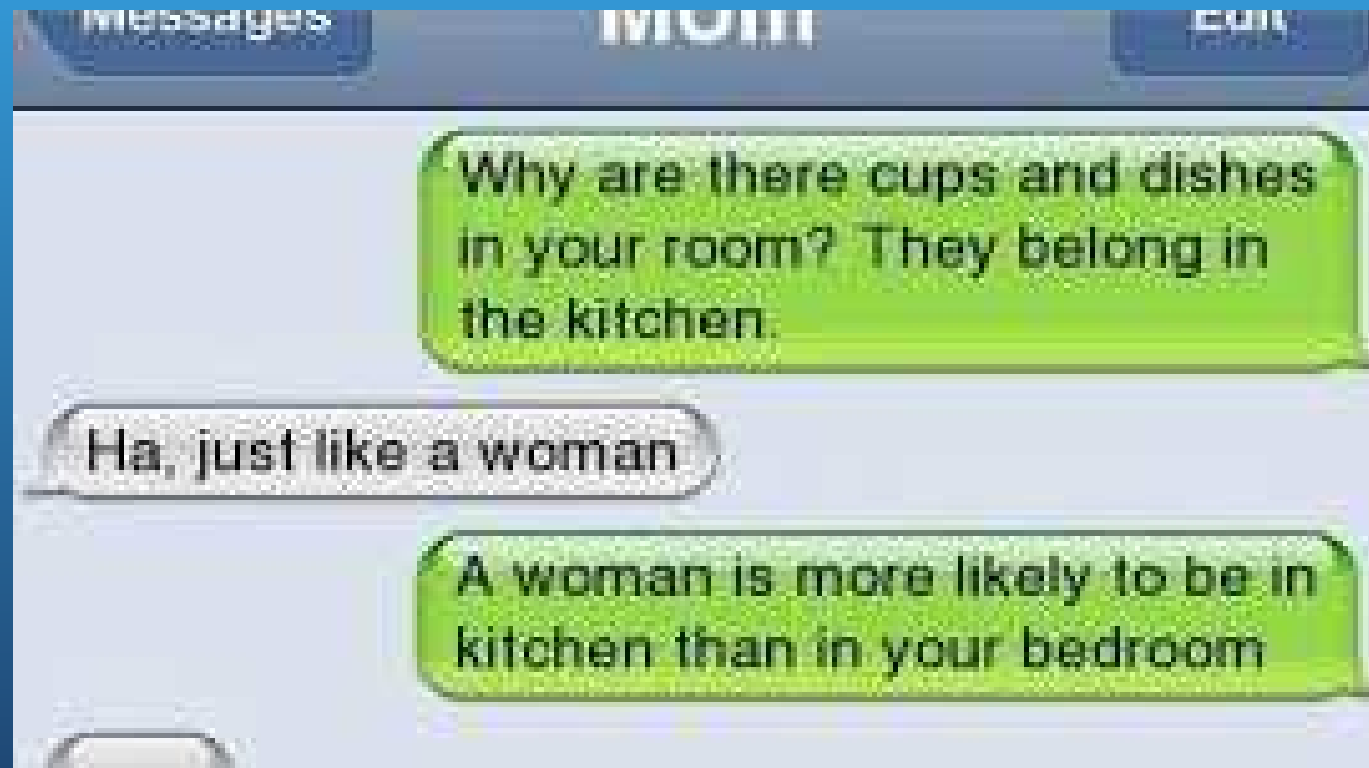 Messages
Mom
Edit
Why are there cups and dishes
in your room? They belong in
the kitchen.
Ha, just like a woman
A woman is more likely to be in
kitchen than in your bedroom